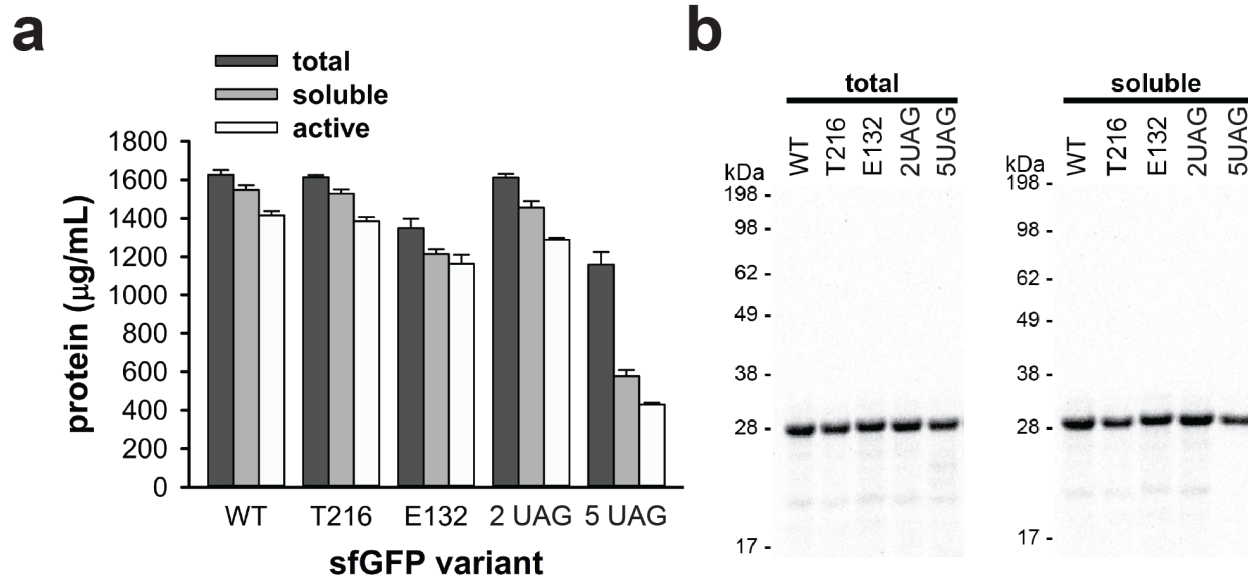 a
total
soluble
active
1800
1600
1400
1200
1000
800
600
400
200
0
protein (μg/mL)
WT T216 E132 2 UAG 5 UAG
sfGFP variant
b
total
kDa WT T216 E132 2UAG 5UAG
198 -
98 -
62 -
49 -
38 -
28 -
17 -
soluble
kDa WT T216 E132 2UAG 5UAG
198 -
98 -
62 -
49 -
38 -
28 -
17 -